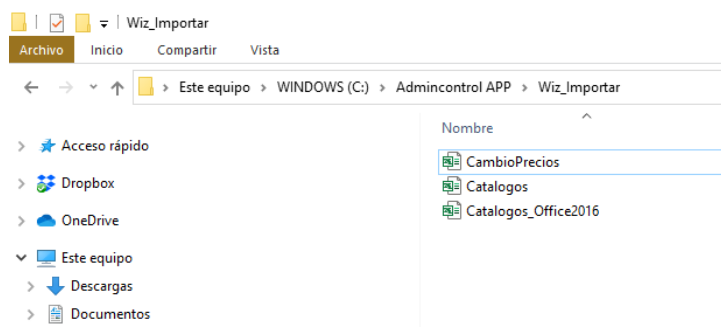 Wiz_Importar
Archivo Inicio Compartir Vista
Este equipo > WINDOWS (C:) > Admincontrol APP > Wiz_Importar
Nombre
Acceso rápido
CambioPrecios
Dropbox
Catalogos
OneDrive
Catalogos_Office2016
Este equipo
Descargas
Documentos